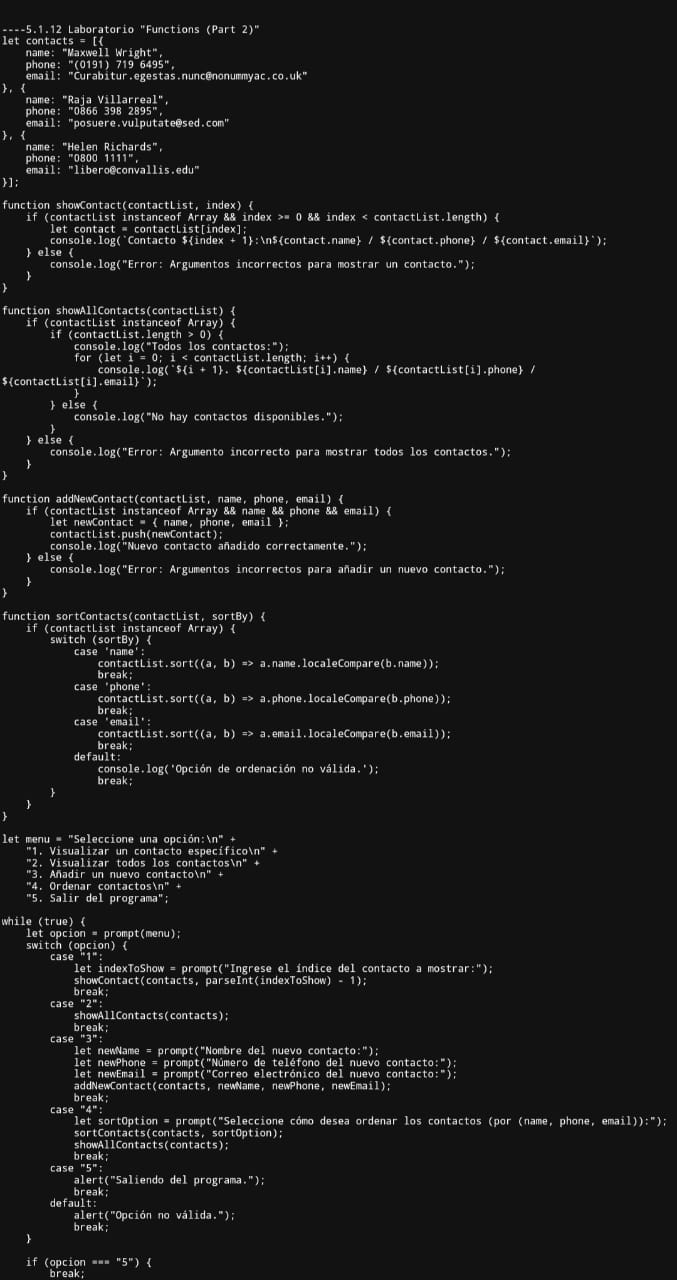 ----5.1.12 Laboratorio "Functions (Part 2)"
let contacts = [{
    name: "Maxwell Wright",
    phone: "(0191) 719 6495",
    email: "Curabitur.egestas.nunc@nonummyac.co.uk"
}, {
    name: "Raja Villarreal",
    phone: "0866 398 2895",
    email: "posuere.vulputate@sed.com"
}, {
    name: "Helen Richards",
    phone: "0800 1111",
    email: "libero@convallis.edu"
}];

function showContact(contactList, index) {
    if (contactList instanceof Array && index >= 0 && index < contactList.length) {
        let contact = contactList[index];
        console.log(`Contacto ${index + 1}:\n${contact.name} / ${contact.phone} / ${contact.email}`);
    } else {
        console.log("Error: Argumentos incorrectos para mostrar un contacto.");
    }
}

function showAllContacts(contactList) {
    if (contactList instanceof Array) {
        if (contactList.length > 0) {
            console.log("Todos los contactos:");
            for (let i = 0; i < contactList.length; i++) {
                console.log(`${i + 1}. ${contactList[i].name} / ${contactList[i].phone} /
${contactList[i].email}`);
            }
        } else {
            console.log("No hay contactos disponibles.");
        }
    } else {
        console.log("Error: Argumento incorrecto para mostrar todos los contactos.");
    }
}

function addNewContact(contactList, name, phone, email) {
    if (contactList instanceof Array && name && phone && email) {
        let newContact = { name, phone, email };
        contactList.push(newContact);
        console.log("Nuevo contacto añadido correctamente.");
    } else {
        console.log("Error: Argumentos incorrectos para añadir un nuevo contacto.");
    }
}

function sortContacts(contactList, sortBy) {
    if (contactList instanceof Array) {
        switch (sortBy) {
            case 'name':
                contactList.sort((a, b) => a.name.localeCompare(b.name));
                break;
            case 'phone':
                contactList.sort((a, b) => a.phone.localeCompare(b.phone));
                break;
            case 'email':
                contactList.sort((a, b) => a.email.localeCompare(b.email));
                break;
            default:
                console.log('Opción de ordenación no válida.');
                break;
        }
    }
}

let menu = "Seleccione una opción:\n" +
    "1. Visualizar un contacto específico\n" +
    "2. Visualizar todos los contactos\n" +
    "3. Añadir un nuevo contacto\n" +
    "4. Ordenar contactos\n" +
    "5. Salir del programa";

while (true) {
    let opcion = prompt(menu);
    switch (opcion) {
        case "1":
            let indexToShow = prompt("Ingrese el índice del contacto a mostrar:");
            showContact(contacts, parseInt(indexToShow) - 1);
            break;
        case "2":
            showAllContacts(contacts);
            break;
        case "3":
            let newName = prompt("Nombre del nuevo contacto:");
            let newPhone = prompt("Número de teléfono del nuevo contacto:");
            let newEmail = prompt("Correo electrónico del nuevo contacto:");
            addNewContact(contacts, newName, newPhone, newEmail);
            break;
        case "4":
            let sortOption = prompt("Seleccione cómo desea ordenar los contactos (por (name, phone, email)):");
            sortContacts(contacts, sortOption);
            showAllContacts(contacts);
            break;
        case "5":
            alert("Saliendo del programa.");
            break;
        default:
            alert("Opción no válida.");
            break;
    }

    if (opcion === "5") {
        break;